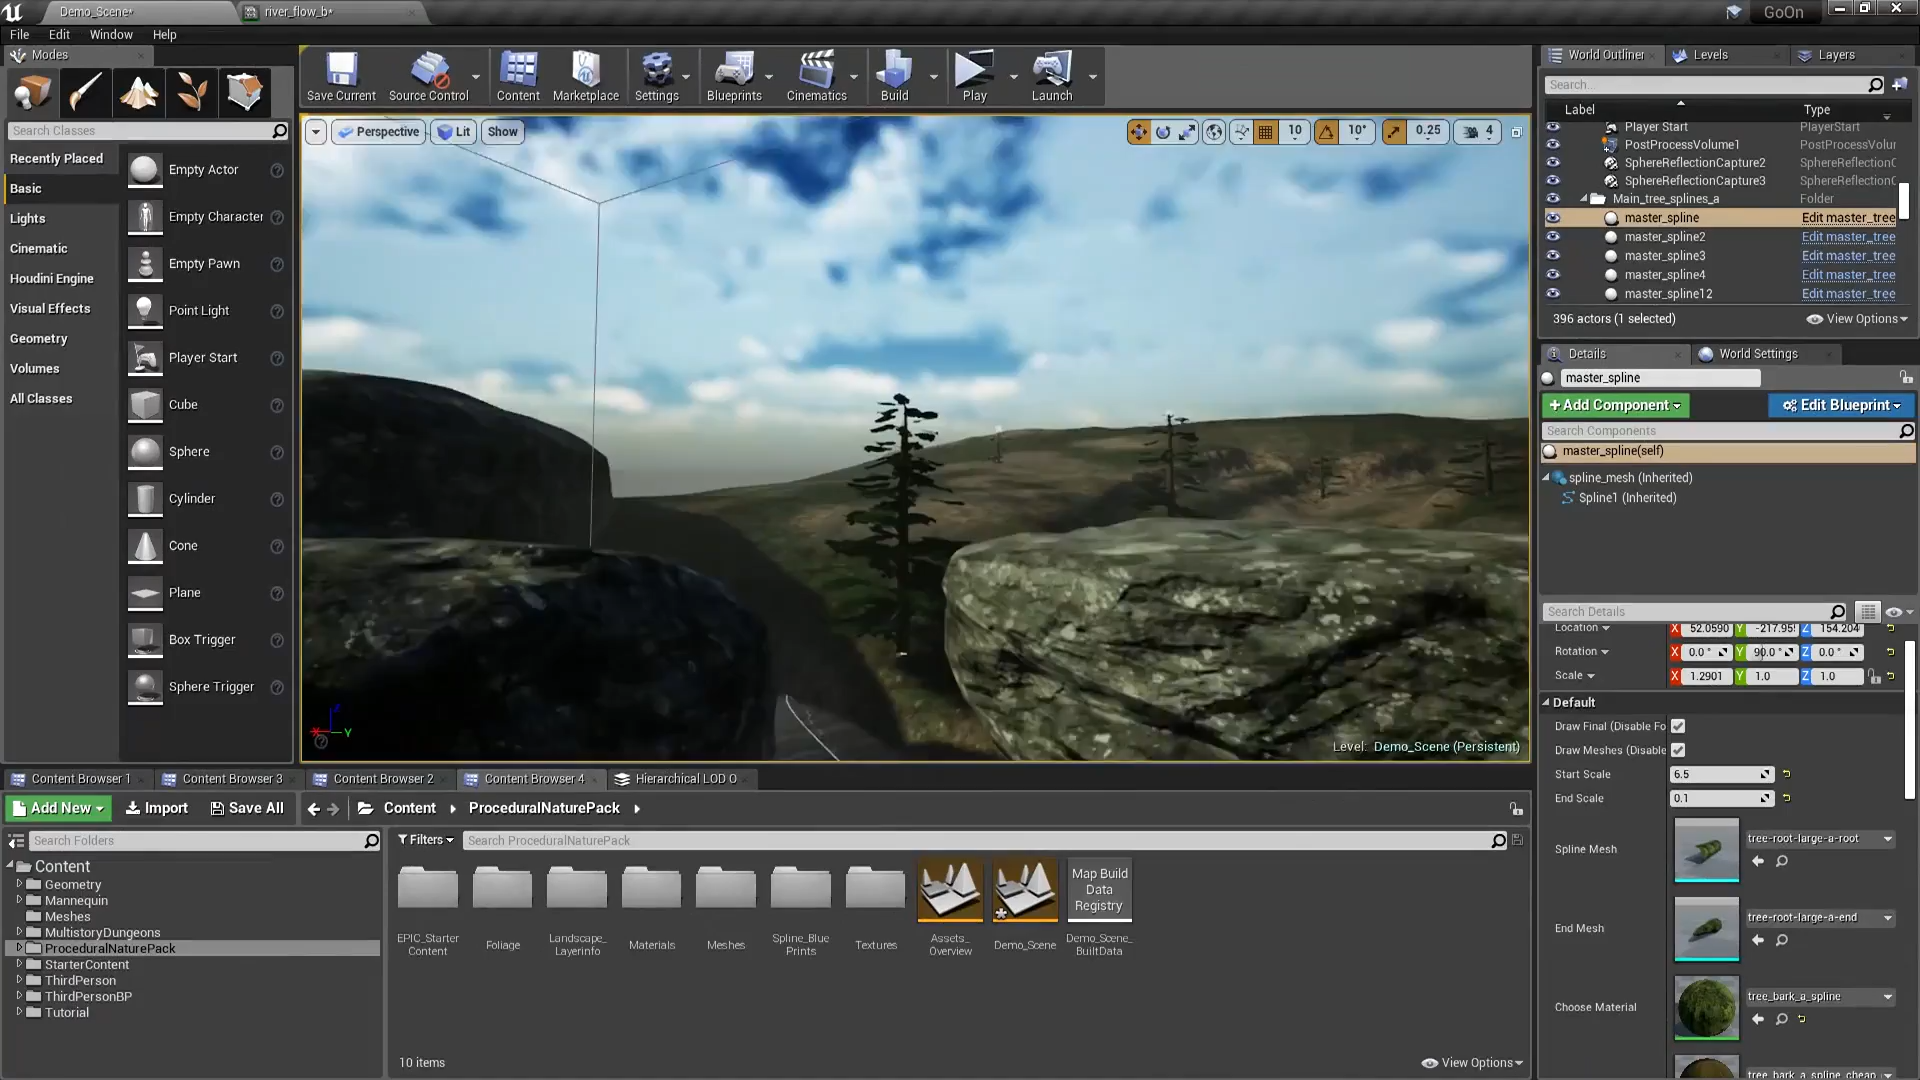 Demo_Scene*
river_flow_b*
GoOn
File
Edit
Window
Help
Modes
Search Classes
Recently Placed
Basic
Lights
Cinematic
Houdini Engine
Visual Effects
Geometry
Volumes
All Classes
Empty Actor
Empty Character
Empty Pawn
Point Light
Player Start
Cube
Sphere
Cylinder
Cone
Plane
Box Trigger
Sphere Trigger
Save Current
Source Control
Content
Marketplace
Settings
Blueprints
Cinematics
Build
Play
Launch
Perspective
Lit
Show
10
10°
0.25
4
Z
X
Y
Level: Demo_Scene (Persistent)
World Outliner
Levels
Layers
Search...
Label
Type
Player Start
PlayerStart
PostProcessVolume1
PostProcessVolur
SphereReflectionCapture2
SphereReflectionC
SphereReflectionCapture3
SphereReflectionC
Main_tree_splines_a
Folder
master_spline
Edit master_tree
master_spline2
Edit master_tree
master_spline3
Edit master_tree
master_spline4
Edit master_tree
master_spline12
Edit master_tree
396 actors (1 selected)
View Options
Details
World Settings
master_spline
+Add Component
Edit Blueprint
Search Components
master_spline(self)
spline_mesh (Inherited)
Spline1 (Inherited)
Search Details
Location
X 52.0590 Y -217.95 Z 154.204
Rotation
X 0.0 ° Y 90.0 ° Z 0.0 °
Scale
X 1.2901 Y 1.0 Z 1.0
Default
Draw Final (Disable Fo
Draw Meshes (Disable
Start Scale
6.5
End Scale
0.1
Spline Mesh
tree-root-large-a-root
End Mesh
tree-root-large-a-end
Choose Material
tree_bark_a_spline
tree_bark_a_spline_cheap
Content Browser 1
Content Browser 3
Content Browser 2
Content Browser 4
Hierarchical LOD O
Add New
Import
Save All
Content
ProceduralNaturePack
Search Folders
Filters
Search ProceduralNaturePack
Content
Geometry
Mannequin
Meshes
MultistoryDungeons
ProceduralNaturePack
StarterContent
ThirdPerson
ThirdPersonBP
Tutorial
EPIC_Starter
Content
Foliage
Landscape_
Layerinfo
Materials
Meshes
Spline_Blue
Prints
Textures
Assets_
Overview
Demo_Scene
Map Build
Data
Registry
Demo_Scene_
BuiltData
10 items
View Options